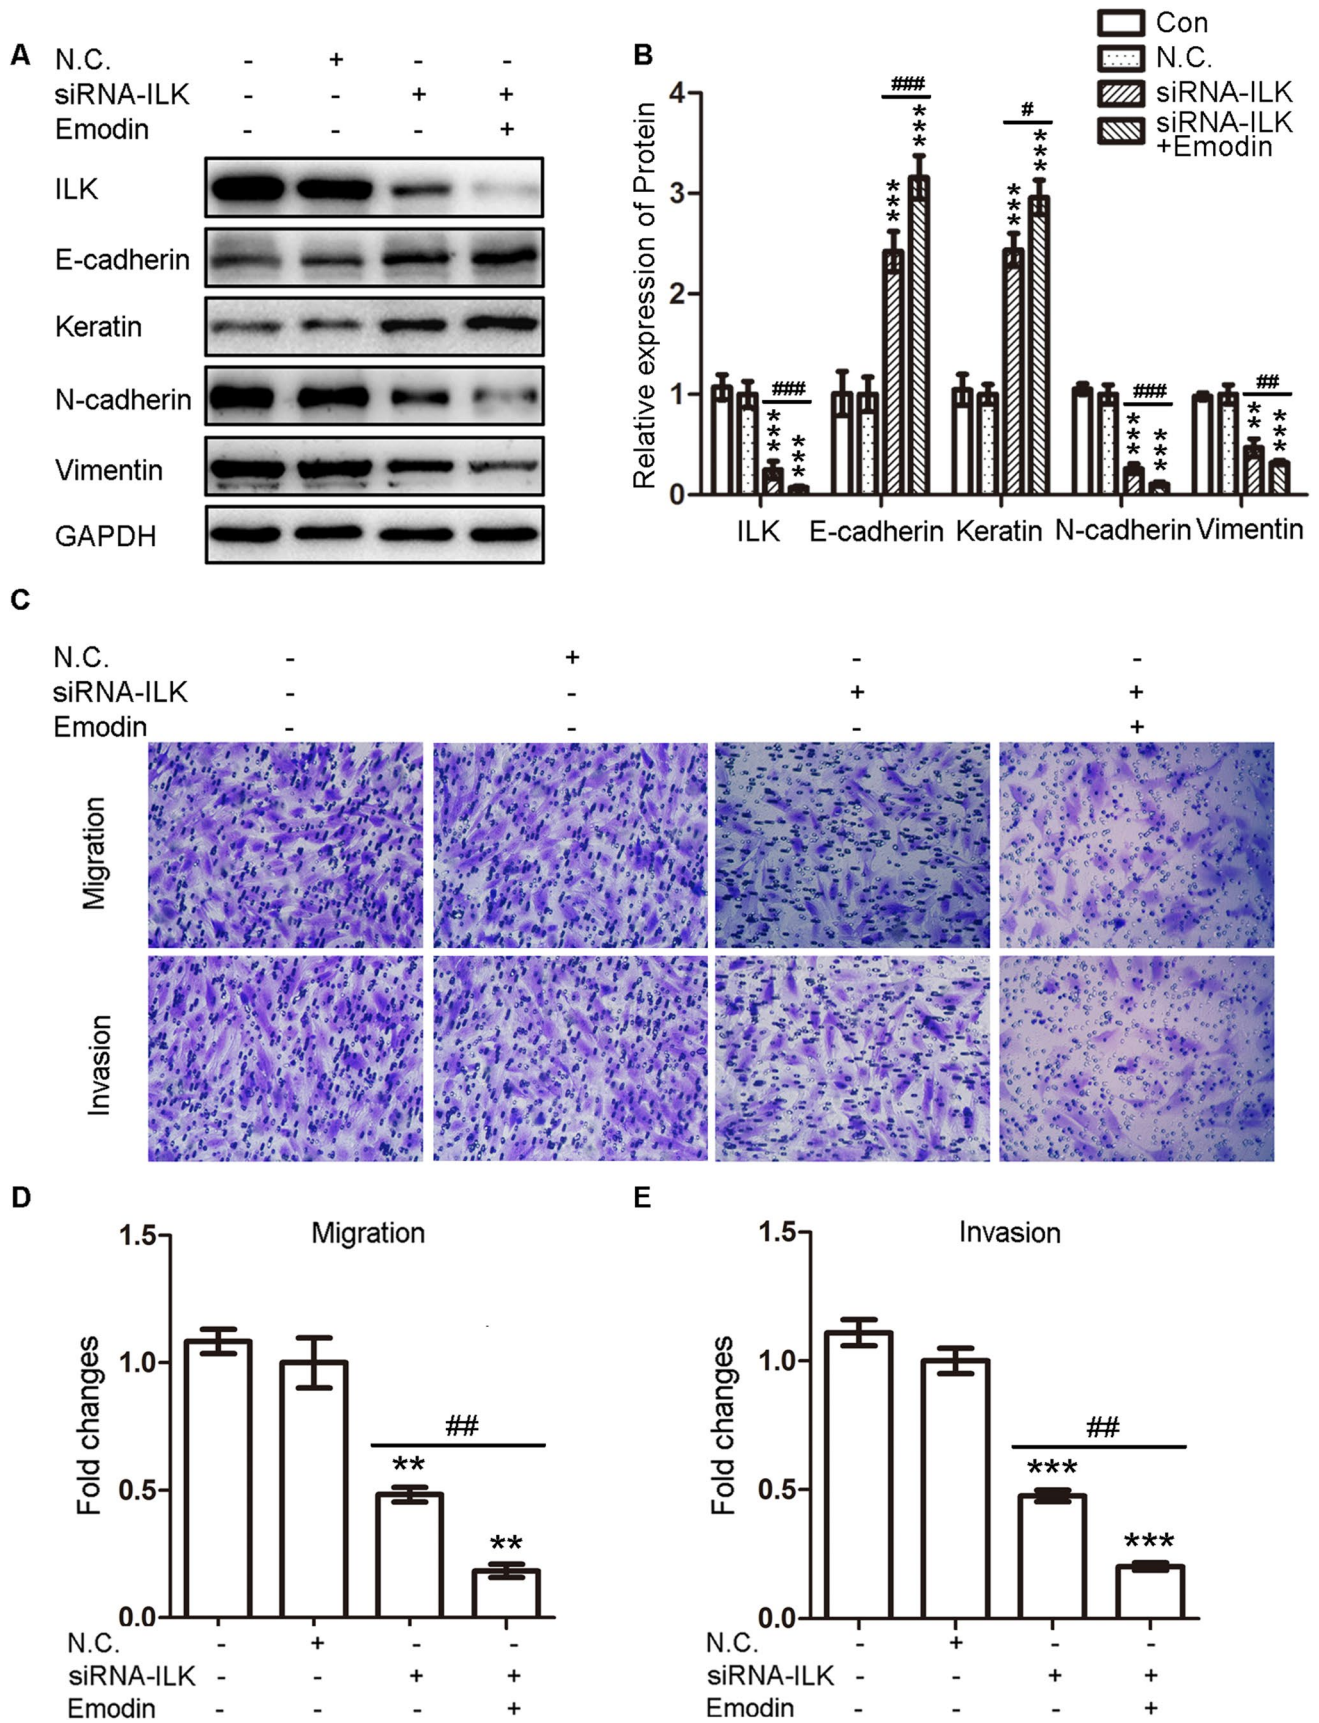 A
N.C. - + - -
siRNA-ILK - - + +
Emodin - - - +
ILK
E-cadherin
Keratin
N-cadherin
Vimentin
GAPDH
B
Con
N.C.
siRNA-ILK
siRNA-ILK
+Emodin
Relative expression of Protein
4
3
2
1
0
### *** ***
### *** ***
# *** ***
### *** ***
## ** ***
ILK E-cadherin Keratin N-cadherin Vimentin
C
N.C. - + - -
siRNA-ILK - - + +
Emodin - - - +
Migration
Invasion
D
Migration
Fold changes
1.5
1.0
0.5
0.0
##
**
**
N.C. - + - -
siRNA-ILK - - + +
Emodin - - - +
E
Invasion
Fold changes
1.5
1.0
0.5
0.0
##
***
***
N.C. - + - -
siRNA-ILK - - + +
Emodin - - - +